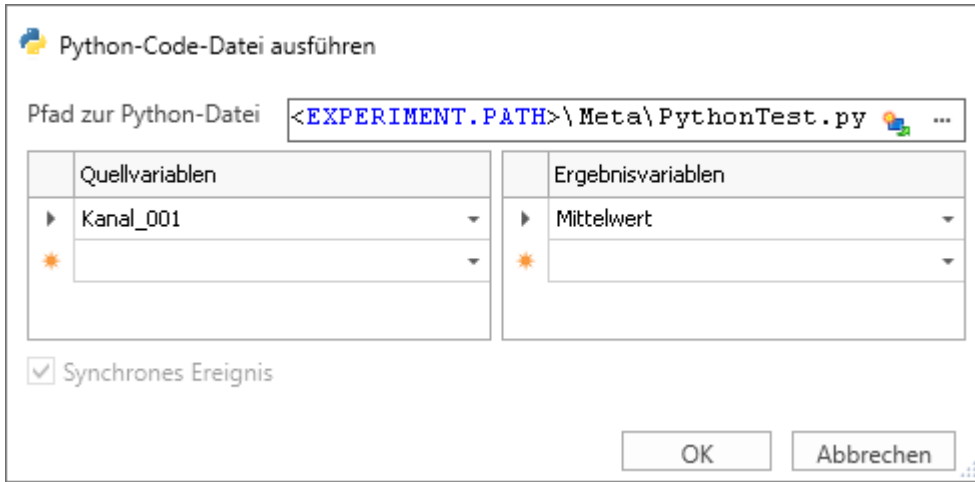 Python-Code-Datei ausführen
Pfad zur Python-Datei <EXPERIMENT.PATH>\Meta\PythonTest.py ...
Quellvariablen Ergebnisvariablen
Kanal_001 Mittelwert
Synchrones Ereignis
OK Abbrechen